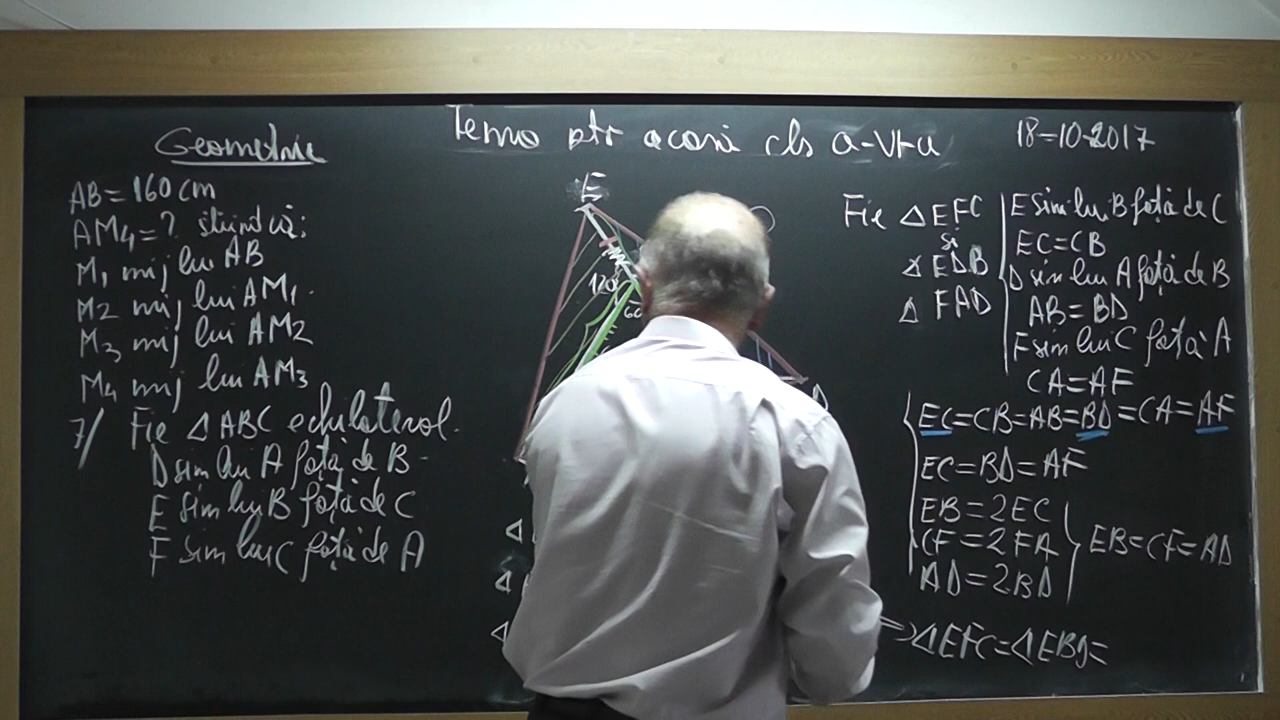 Geometrie
Tema ptr acasă cls a-VI-a
18-10-2017
AB = 160 cm
AM4 = ? știind că:
M1 mij lui AB
M2 mij lui AM1.
M3 mij lui AM2
M4 mij lui AM3
7/ Fie △ ABC echilateral.
D sim lui A față de B
E sim lui B față de C
F sim lui C față de A
E
120°
60
Fie △ EFC
și
△ EDB
△ FAD
E sim lui B față de C
EC = CB
D sim lui A față de B
AB = BD
F sim lui C față A
CA = AF
EC = CB = AB = BD = CA = AF
EC = BD = AF
EB = 2EC
CF = 2FA
AD = 2BD
EB = CF = AD
△
△
△
⇒ △EFC = △EBD =